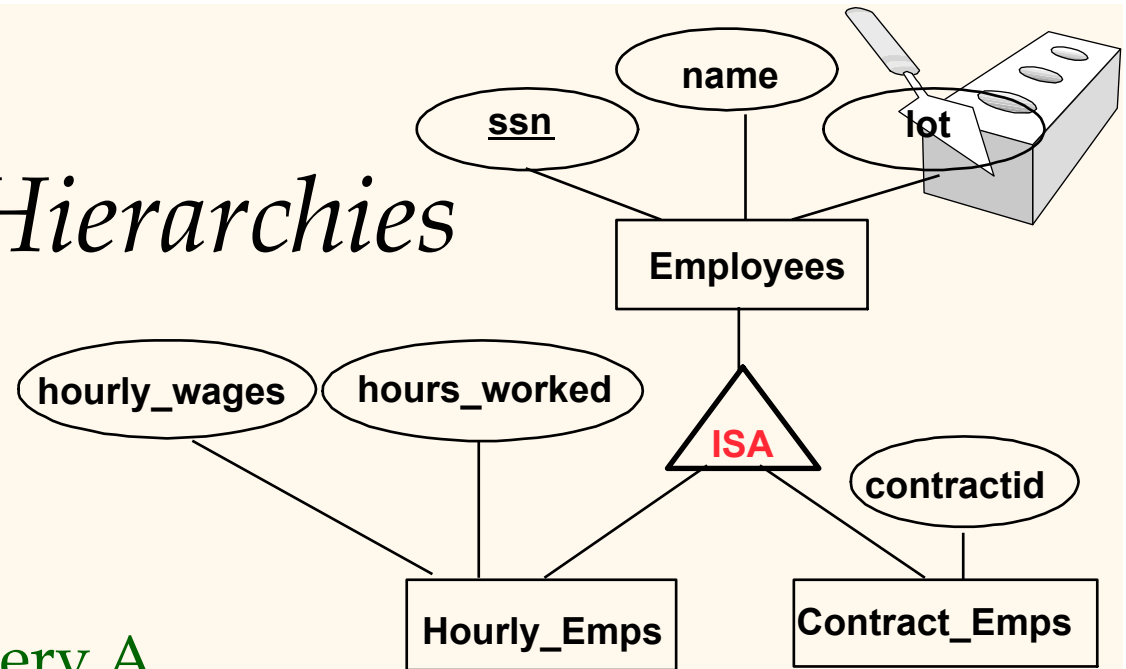 name
ssn
lot
Hierarchies
Employees
hourly_wages
hours_worked
ISA
contractid
Hourly_Emps
Contract_Emps
A